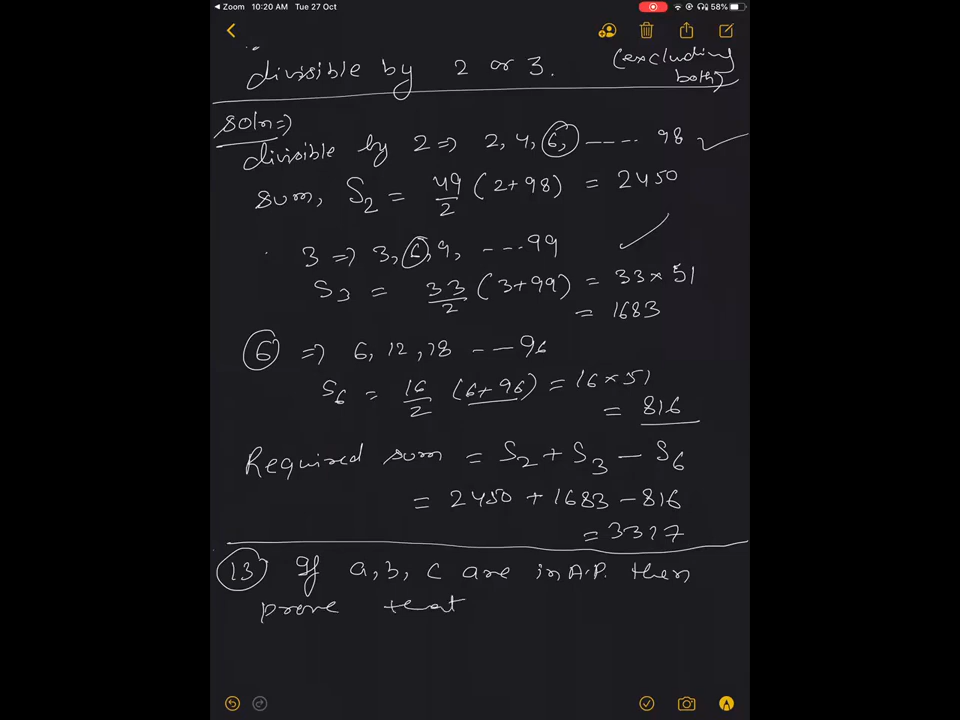 Zoom 10:20 AM Tue 27 Oct 58%
divisible by 2 or 3. (excluding both)
Soln ⇒
divisible by 2 ⇒ 2, 4, 6, ------ 98
sum, S2 = 49/2 (2+98) = 2450
3 ⇒ 3, 6, 9, ----- 99
S3 = 33/2 (3+99) = 33 × 51
= 1683
6 ⇒ 6, 12, 18 --- 96
S6 = 16/2 (6+96) = 16 × 51
= 816
Required sum = S2 + S3 - S6
= 2450 + 1683 - 816
= 3317
13 If a, b, c are in A.P. then
prove that